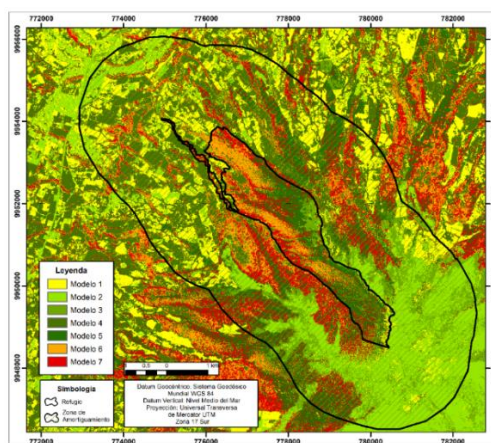 772000 774000 776000 778000 780000 782000
9956000
9954000
9952000
9950000
9948000
Leyenda
Modelo 1
Modelo 2
Modelo 3
Modelo 4
Modelo 5
Modelo 6
Modelo 7
Simbología
Refugio
Zona de
Amortiguamiento
Datum Geocéntrico, Sistema Geodésico
Mundial WGS 84
Datum Vertical: Nivel Medio del Mar
Proyección: Universal Transversa
de Mercator UTM
Zona 17 Sur
772000 774000 776000 778000 780000 782000